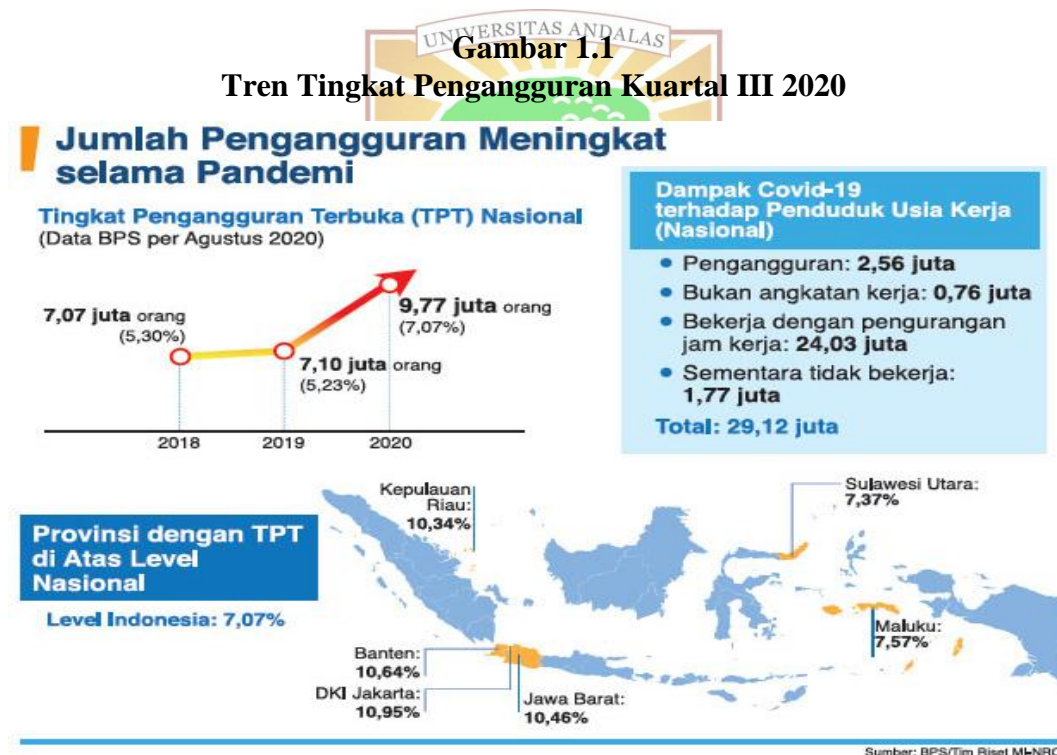 UNIVERSITAS ANDALAS
Gambar 1.1
Tren Tingkat Pengangguran Kuartal III 2020
Jumlah Pengangguran Meningkat
selama Pandemi
Tingkat Pengangguran Terbuka (TPT) Nasional
(Data BPS per Agustus 2020)
7,07 juta orang
(5,30%)
7,10 juta orang
(5,23%)
9,77 juta orang
(7,07%)
2018
2019
2020
Dampak Covid-19
terhadap Penduduk Usia Kerja
(Nasional)
• Pengangguran: 2,56 juta
• Bukan angkatan kerja: 0,76 juta
• Bekerja dengan pengurangan
jam kerja: 24,03 juta
• Sementara tidak bekerja:
1,77 juta
Total: 29,12 juta
Provinsi dengan TPT
di Atas Level
Nasional
Level Indonesia: 7,07%
Kepulauan
Riau:
10,34%
Sulawesi Utara:
7,37%
Maluku:
7,57%
Banten:
10,64%
DKI Jakarta:
10,95%
Jawa Barat:
10,46%
Sumber: BPS/Tim Riset